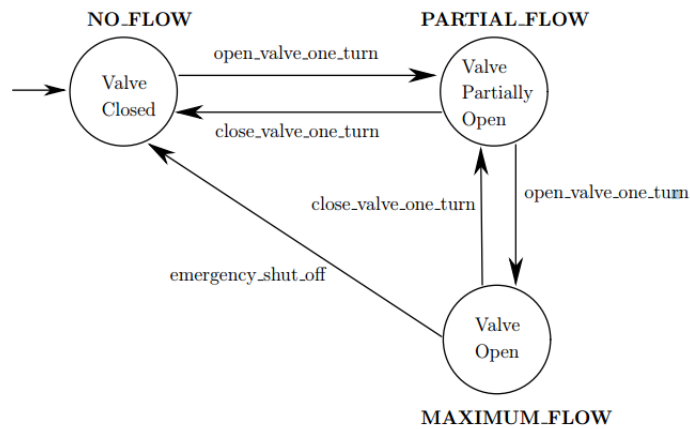 NO_FLOW
PARTIAL_FLOW
open_valve_one_turn
Valve
Closed
Valve
Partially
Open
close_valve_one_turn
close_valve_one_turn
open_valve_one_turn
emergency_shut_off
Valve
Open
MAXIMUM_FLOW